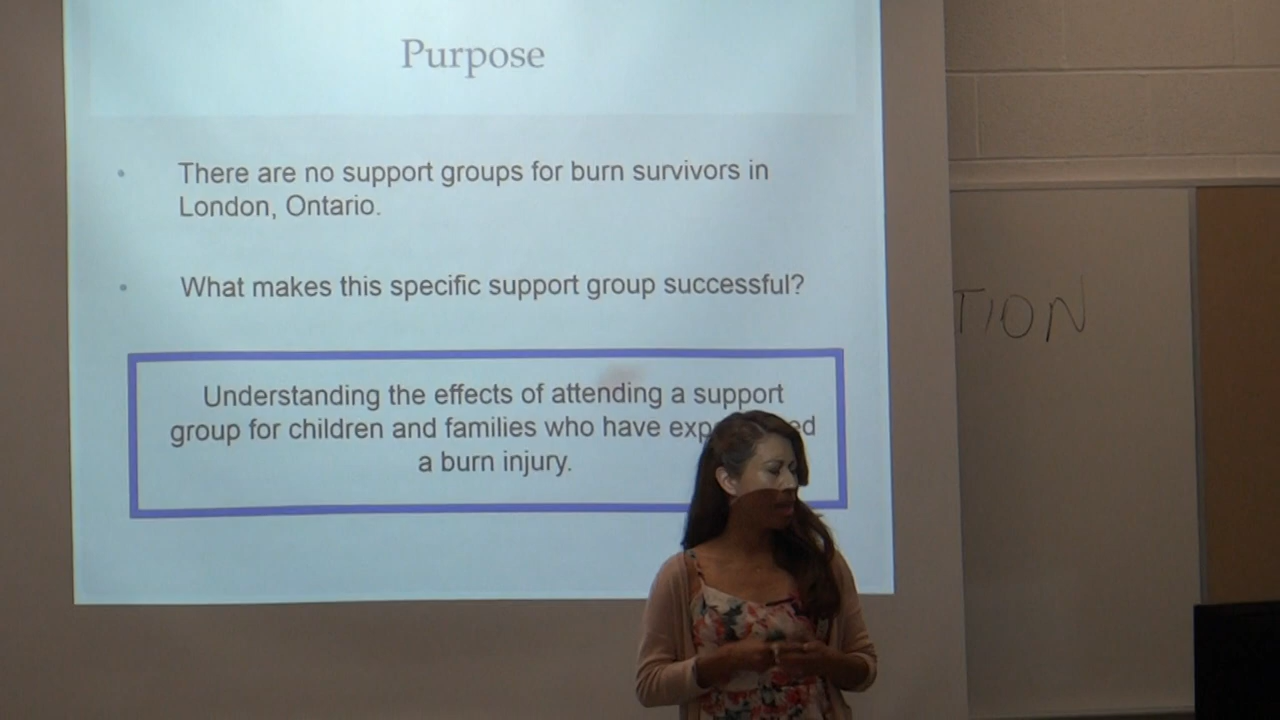 Purpose
There are no support groups for burn survivors in
London, Ontario.
What makes this specific support group successful?
Understanding the effects of attending a support
group for children and families who have
a burn injury.
TION